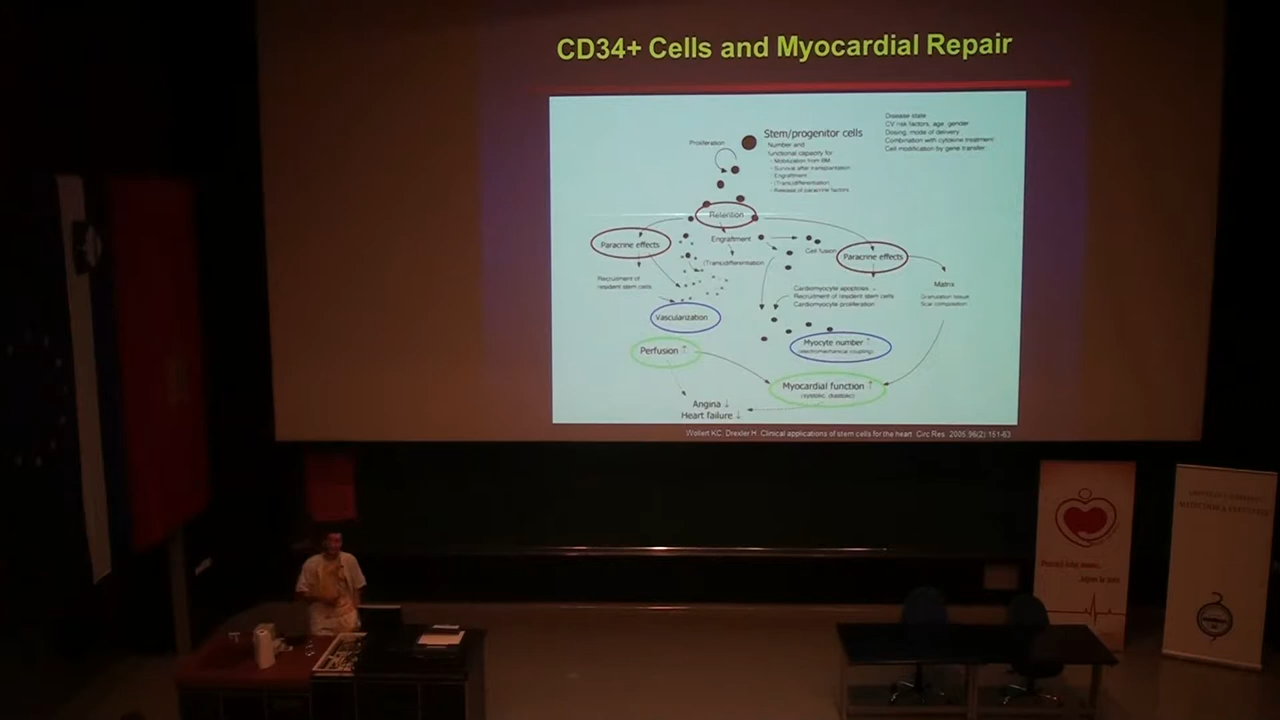 CD34+ Cells and Myocardial Repair
Disease state
CV risk factors, age, gender
Dosing, mode of delivery
Combination with cytokine treatment
Cell modification by gene transfer
Stem/progenitor cells
Number and
functional capacity for
- Mobilization from BM
- Survival after transplantation
- Engraftment
- (Trans)differentiation
- Release of paracrine factors
Proliferation
Retention
Paracrine effects
Engraftment
Cell fusion
Paracrine effects
(Trans)differentiation
Recruitment of
resident stem cells
Matrix
Granulation tissue
Scar composition
Cardiomyocyte apoptosis ↓
Recruitment of resident stem cells
Cardiomyocyte proliferation
Vascularization
Myocyte number ↑
(electromechanical coupling)
Perfusion ↑
Myocardial function ↑
(systolic, diastolic)
Angina ↓
Heart failure ↓
Wollert KC, Drexler H. Clinical applications of stem cells for the heart. Circ Res. 2005;96(2):151-63